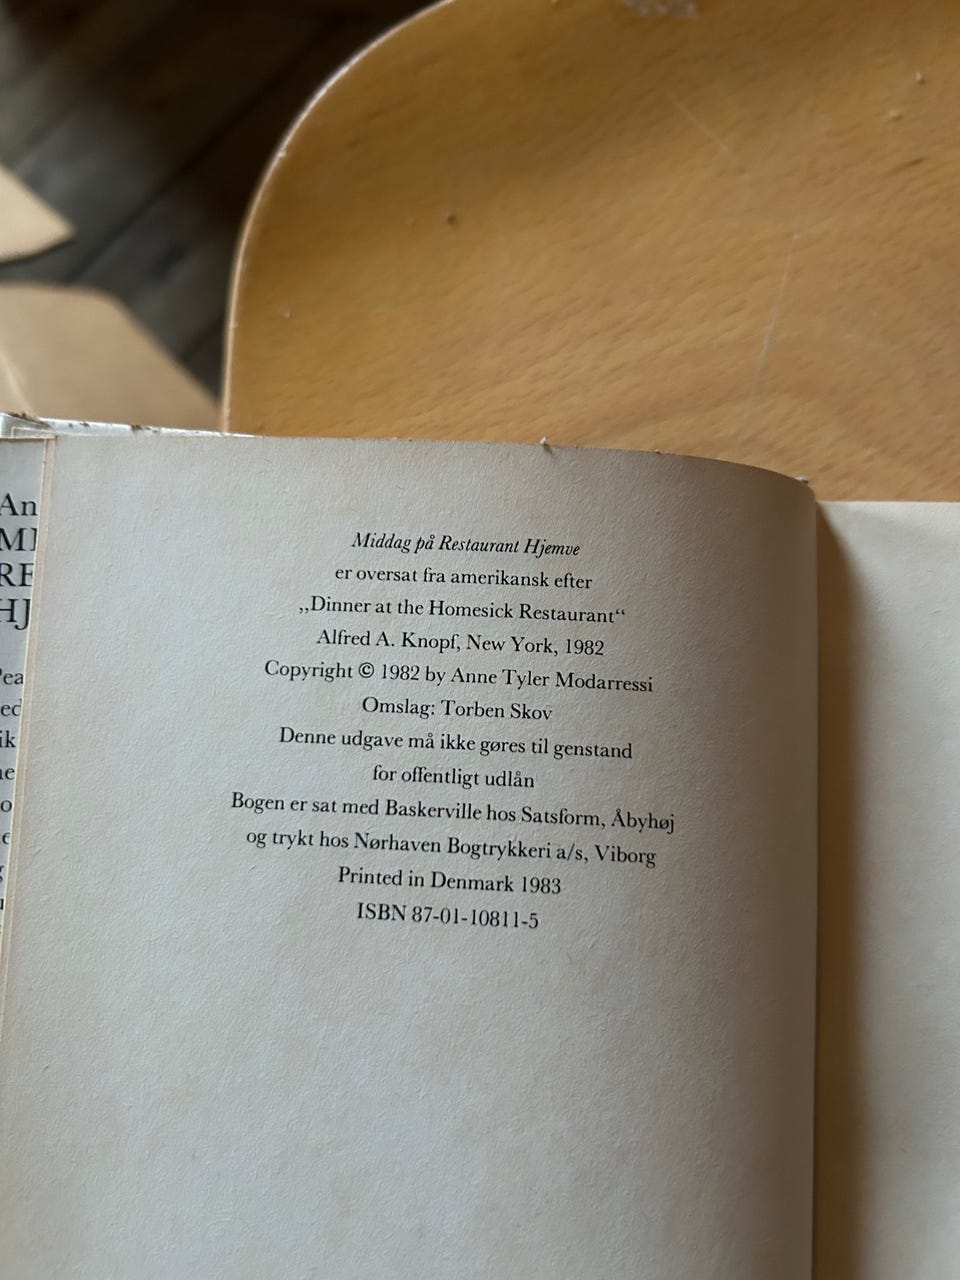 Middag på Restaurant Hjemve
er oversat fra amerikansk efter
„Dinner at the Homesick Restaurant“
Alfred A. Knopf, New York, 1982
Copyright © 1982 by Anne Tyler Modarressi
Omslag: Torben Skov
Denne udgave må ikke gøres til genstand
for offentligt udlån
Bogen er sat med Baskerville hos Satsform, Åbyhøj
og trykt hos Nørhaven Bogtrykkeri a/s, Viborg
Printed in Denmark 1983
ISBN 87-01-10811-5